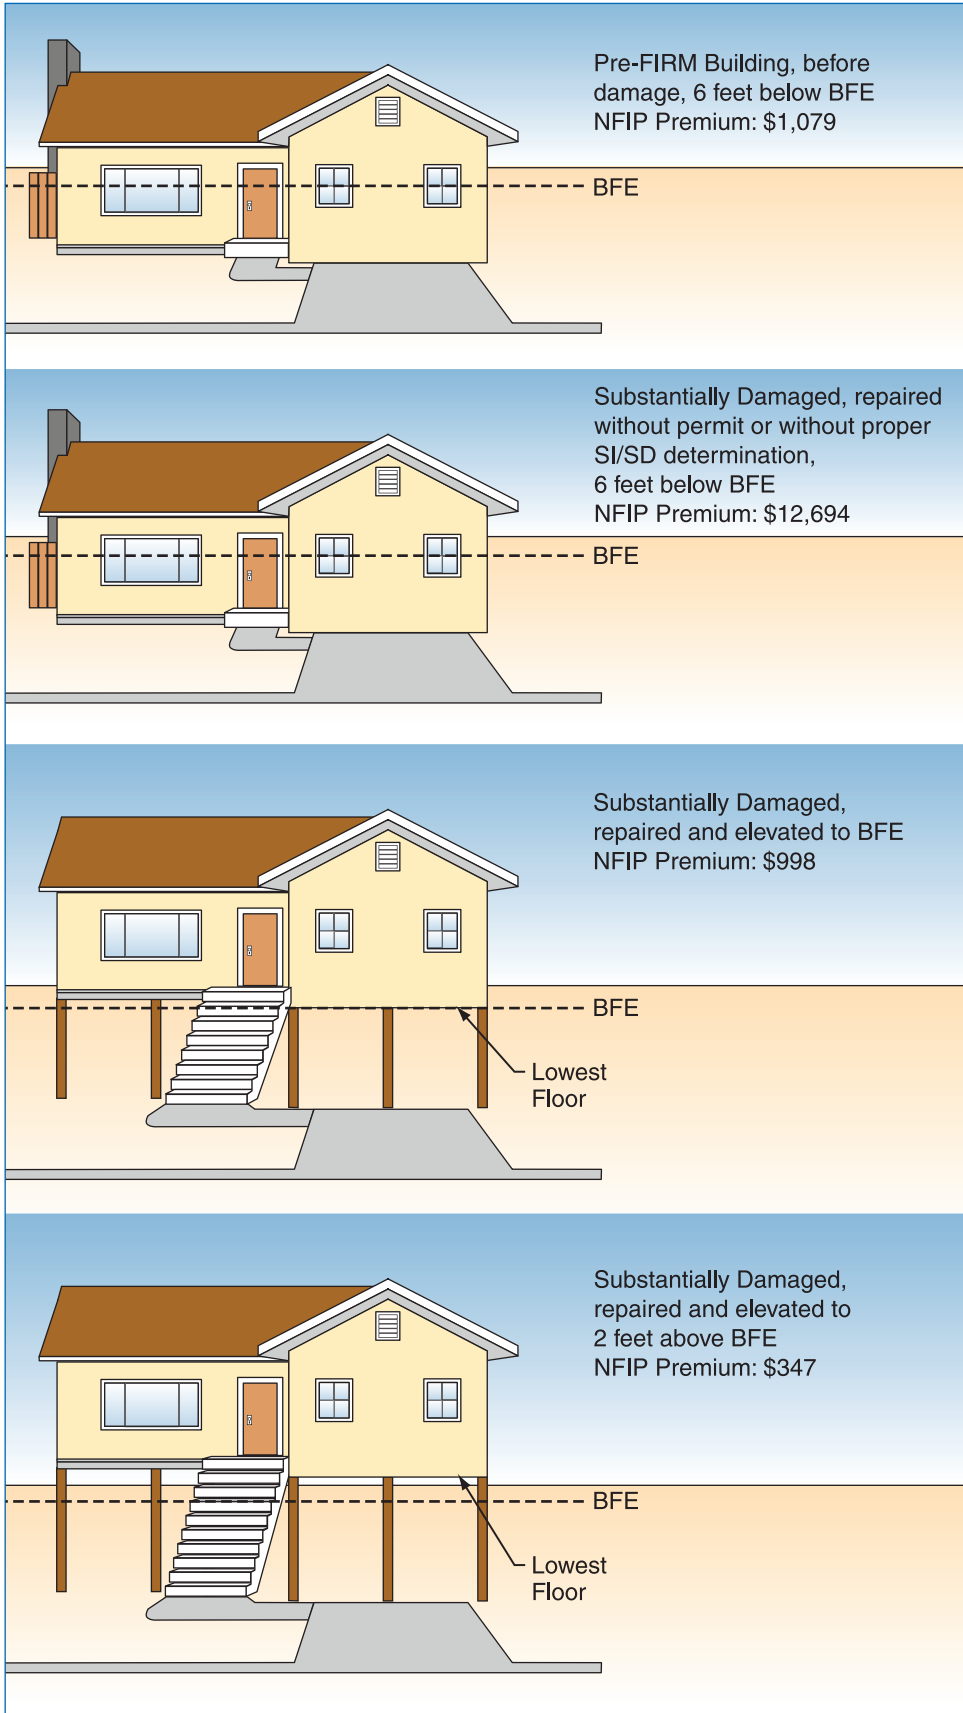 Pre-FIRM Building, before
damage, 6 feet below BFE
NFIP Premium: $1,079
BFE
Substantially Damaged, repaired
without permit or without proper
SI/SD determination,
6 feet below BFE
NFIP Premium: $12,694
BFE
Substantially Damaged,
repaired and elevated to BFE
NFIP Premium: $998
BFE
Lowest
Floor
Substantially Damaged,
repaired and elevated to
2 feet above BFE
NFIP Premium: $347
BFE
Lowest
Floor